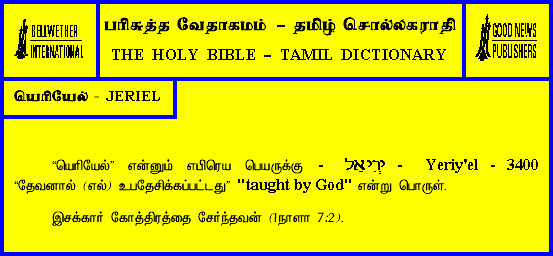 BELLWETHER
INTERNATIONAL
பரிசுத்த வேதாகமம் – தமிழ் சொல்லகராதி
THE HOLY BIBLE – TAMIL DICTIONARY
GOOD NEWS
PUBLISHERS
யெரியேல் - JERIEL
“யெரியேல்” என்னும் எபிரெய பெயருக்கு - יְרִיאֵל - Yeriy'el - 3400
“தேவனால் (எல்) உபதேசிக்கப்பட்டது” "taught by God" என்று பொருள்.
இசக்கார் கோத்திரத்தை சேர்ந்தவன் (1நாளா 7:2).